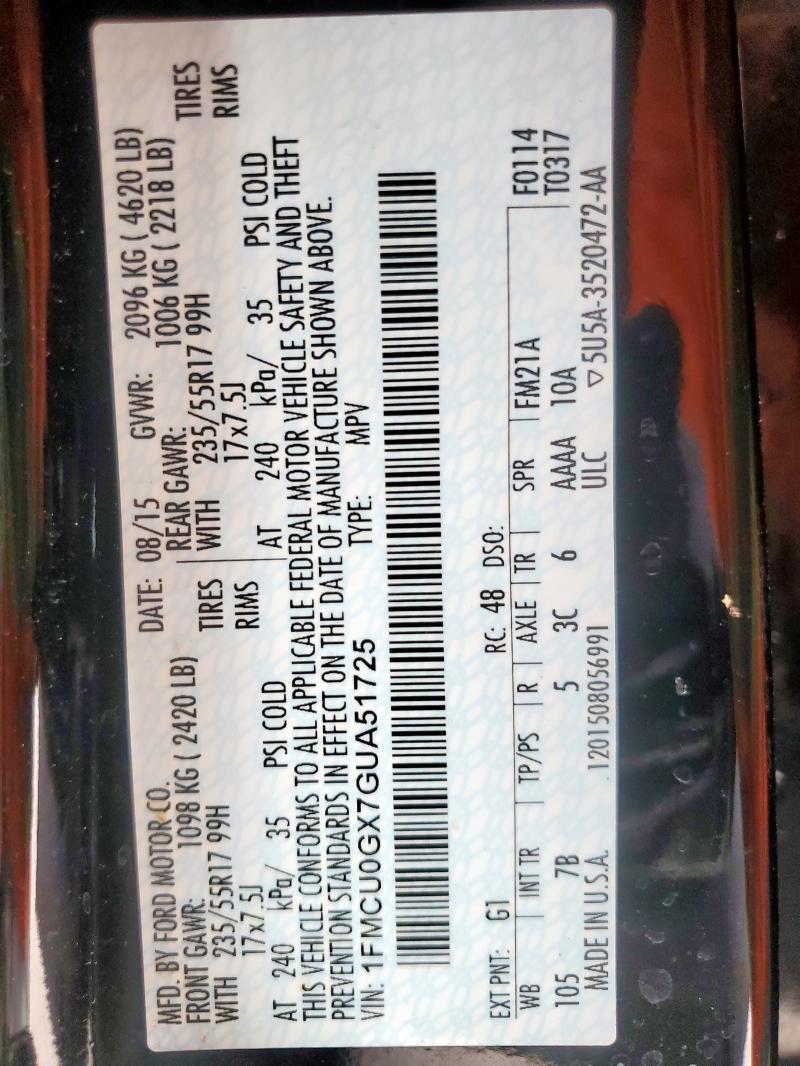 MFD. BY FORD MOTOR CO. DATE: 08/15 GVWR: 2096 KG ( 4620 LB)
FRONT GAWR: 1098 KG ( 2420 LB) REAR GAWR: 1006 KG ( 2218 LB)
WITH 235/55R17 99H TIRES WITH 235/55R17 99H TIRES
17x7.5J RIMS 17x7.5J RIMS
AT 240 kPa/ 35 PSI COLD AT 240 kPa/ 35 PSI COLD
THIS VEHICLE CONFORMS TO ALL APPLICABLE FEDERAL MOTOR VEHICLE SAFETY AND THEFT
PREVENTION STANDARDS IN EFFECT ON THE DATE OF MANUFACTURE SHOWN ABOVE.
VIN: 1FMCU0GX7GUA51725 TYPE: MPV
EXT PNT: G1 RC: 48 DSO: F0114
WB INT TR TP/PS R AXLE TR SPR FM21A T0317
105 7B 5 3C 6 AAAA 10A
MADE IN U.S.A. .1201508056991 ULC ▽5U5A-3520472-AA